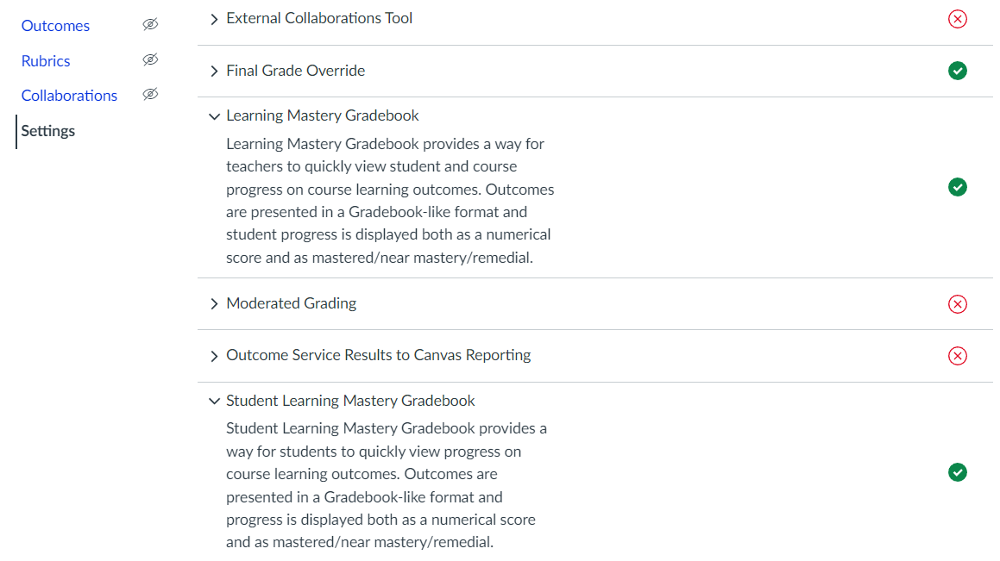 Outcomes
Rubrics
Collaborations
Settings
External Collaborations Tool
Final Grade Override
Learning Mastery Gradebook
Learning Mastery Gradebook provides a way for
teachers to quickly view student and course
progress on course learning outcomes. Outcomes
are presented in a Gradebook-like format and
student progress is displayed both as a numerical
score and as mastered/near mastery/remedial.
Moderated Grading
Outcome Service Results to Canvas Reporting
Student Learning Mastery Gradebook
Student Learning Mastery Gradebook provides a
way for students to quickly view progress on
course learning outcomes. Outcomes are
presented in a Gradebook-like format and
progress is displayed both as a numerical score
and as mastered/near mastery/remedial.